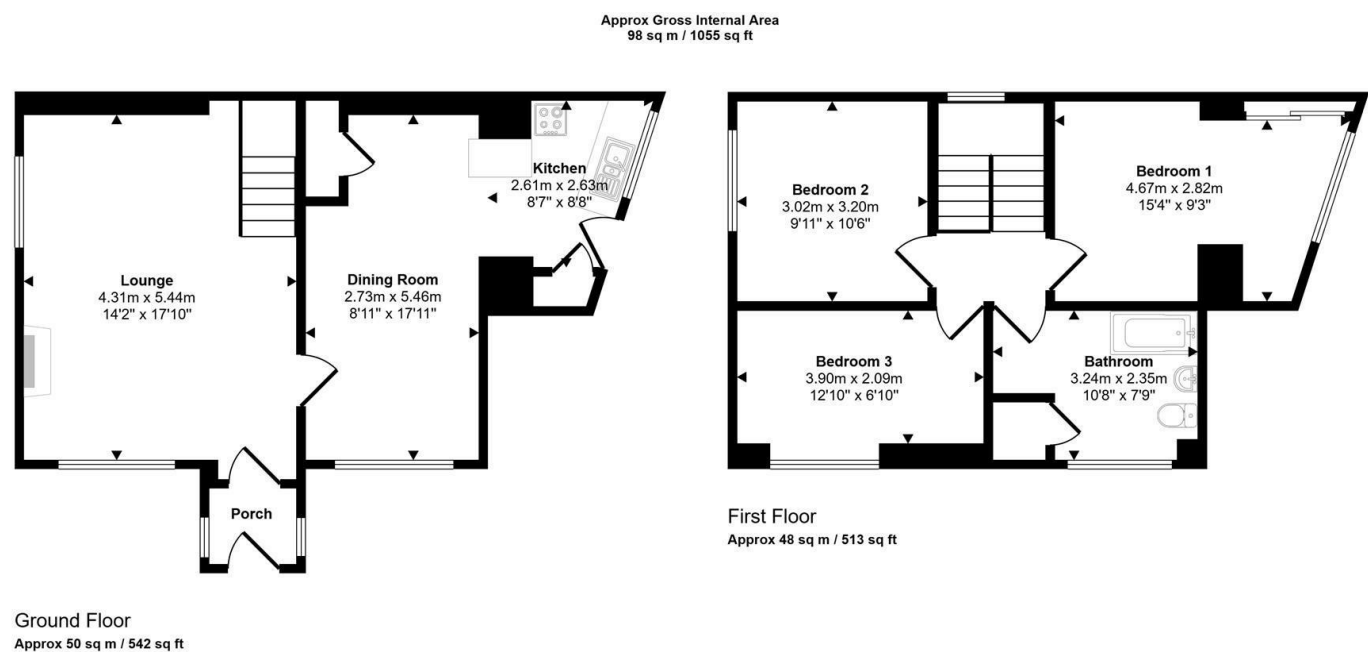 Approx Gross Internal Area
98 sq m / 1055 sq ft
Kitchen
2.61m x 2.63m
8'7" x 8'8"
Lounge
4.31m x 5.44m
14'2" x 17'10"
Dining Room
2.73m x 5.46m
8'11" x 17'11"
Porch
Ground Floor
Approx 50 sq m / 542 sq ft
Bedroom 2
3.02m x 3.20m
9'11" x 10'6"
Bedroom 1
4.67m x 2.82m
15'4" x 9'3"
Bedroom 3
3.90m x 2.09m
12'10" x 6'10"
Bathroom
3.24m x 2.35m
10'8" x 7'9"
First Floor
Approx 48 sq m / 513 sq ft